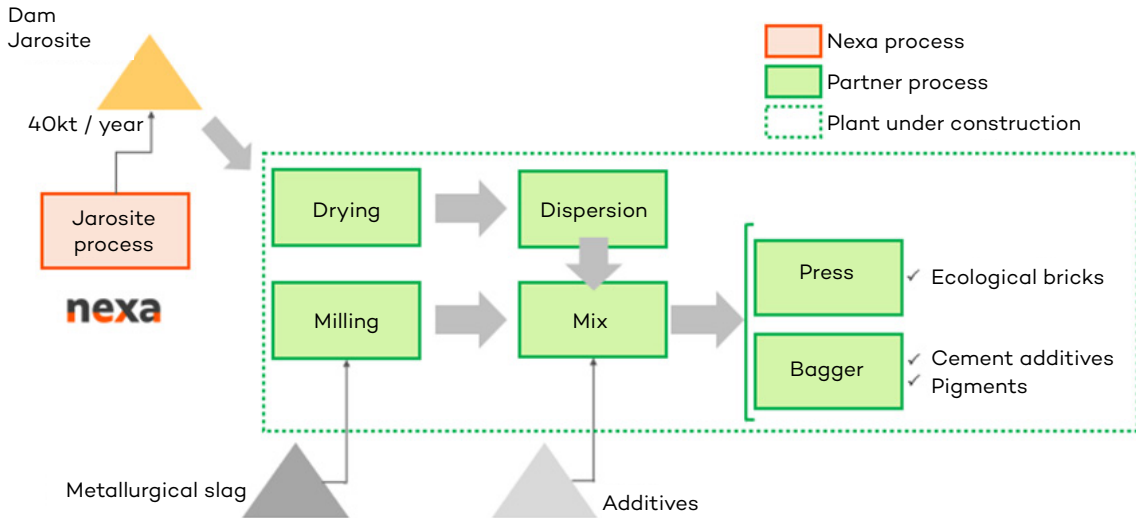 Dam
Jarosite
40kt / year
Jarosite
process
nexa
Nexa process
Partner process
Plant under construction
Drying
Dispersion
Milling
Mix
Press
Ecological bricks
Bagger
Cement additives
Pigments
Metallurgical slag
Additives